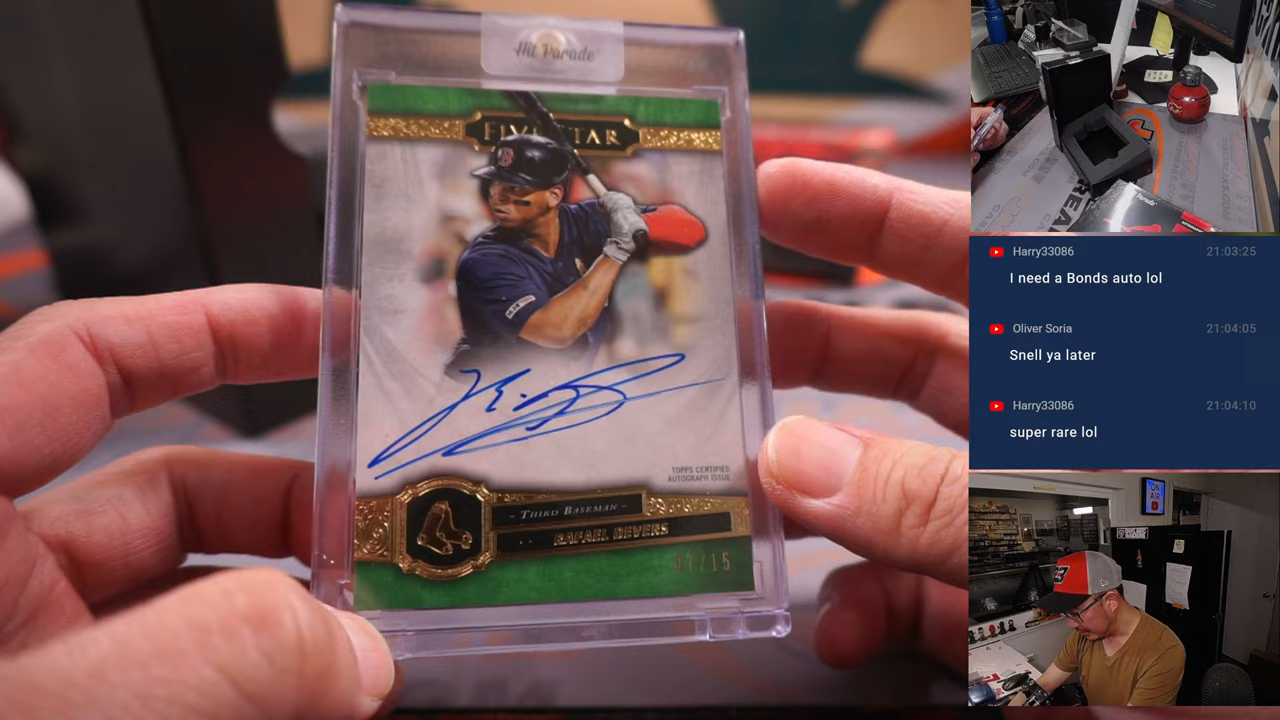 Hit Parade
FIVE STAR
TOPPS CERTIFIED
AUTOGRAPH ISSUE
– THIRD BASEMAN –
RAFAEL DEVERS
Harry33086 21:03:25
I need a Bonds auto lol
Oliver Soria 21:04:05
Snell ya later
Harry33086 21:04:10
super rare lol
ON
AIR